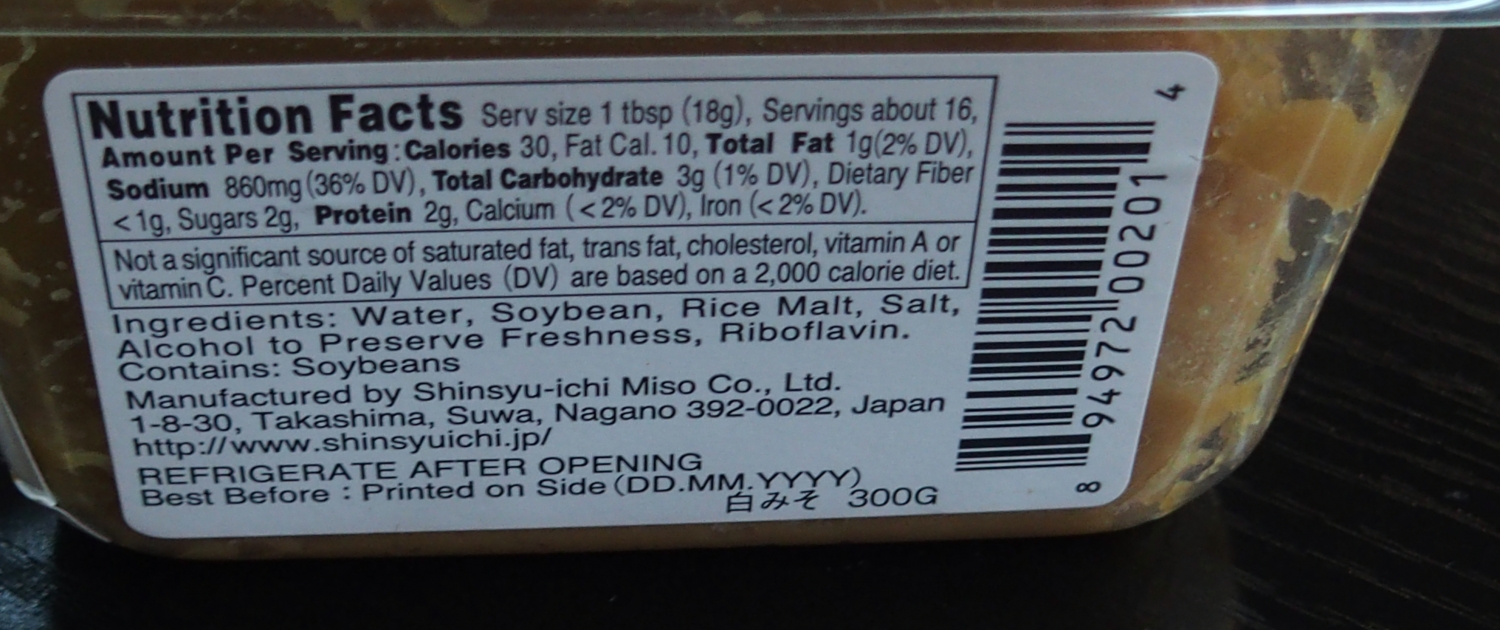 Nutrition Facts Serv size 1 tbsp (18g), Servings about 16,
Amount Per Serving:Calories 30, Fat Cal. 10, Total Fat 1g(2% DV),
Sodium 860mg (36% DV), Total Carbohydrate 3g (1% DV), Dietary Fiber
<1g, Sugars 2g, Protein 2g, Calcium (<2% DV), Iron (<2% DV).
Not a significant source of saturated fat, trans fat, cholesterol, vitamin A or
vitamin C. Percent Daily Values (DV) are based on a 2,000 calorie diet.
Ingredients: Water, Soybean, Rice Malt, Salt,
Alcohol to Preserve Freshness, Riboflavin.
Contains: Soybeans
Manufactured by Shinsyu-ichi Miso Co., Ltd.
1-8-30, Takashima, Suwa, Nagano 392-0022, Japan
http://www.shinsyuichi.jp/
REFRIGERATE AFTER OPENING
Best Before : Printed on Side (DD.MM.YYYY)
白みそ 300G
8 94972 00201 4